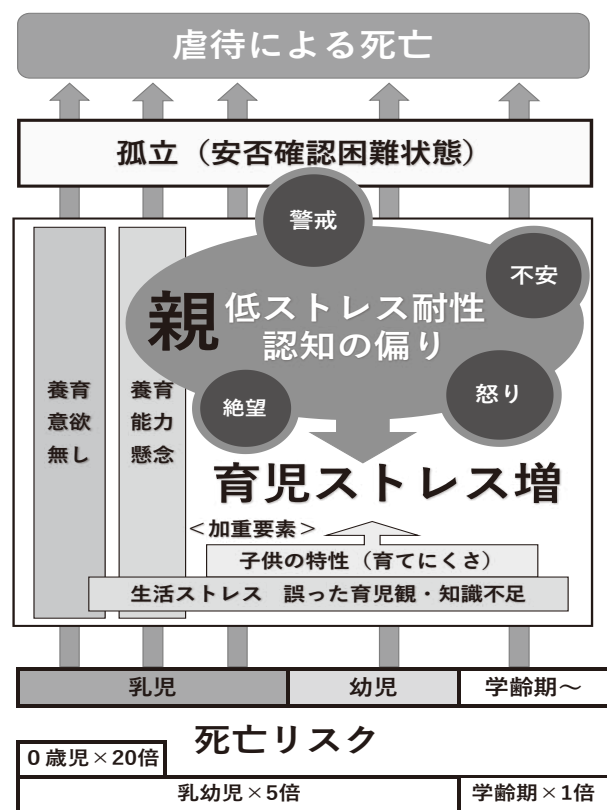 虐待による死亡
孤立（安否確認困難状態）
警戒
不安
親
低ストレス耐性
認知の偏り
絶望
怒り
養育
意欲
無し
養育
能力
懸念
育児ストレス増
＜加重要素＞
子供の特性（育てにくさ）
生活ストレス　誤った育児観・知識不足
乳児
幼児
学齢期～
死亡リスク
0歳児×20倍
乳幼児×5倍
学齢期×1倍